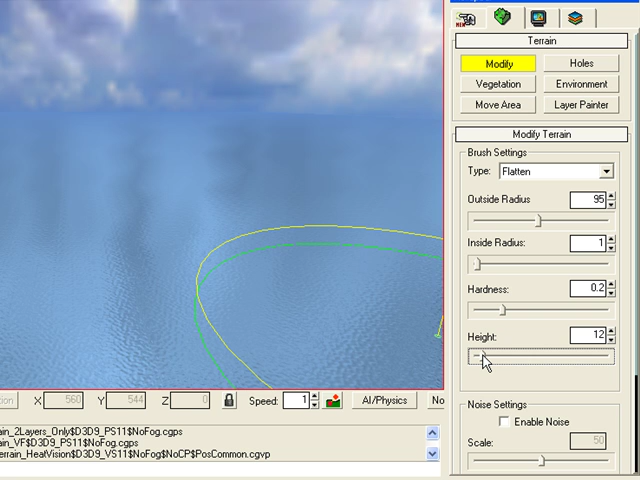 NEW
Terrain
Modify Holes
Vegetation Environment
Move Area Layer Painter
Modify Terrain
Brush Settings
Type: Flatten
Outside Radius 95
Inside Radius: 1
Hardness: 0.2
Height: 12
Noise Settings
Enable Noise
Scale: 50
tion X 560 Y 544 Z 0 Speed: 1 AI/Physics No
ain_2Layers_Only$D3D9_PS11$NoFog.cgps
ain_VF$D3D9_PS11$NoFog.cgps
errain_HeatVision$D3D9_VS11$NoFog$NoCP$PosCommon.cgvp